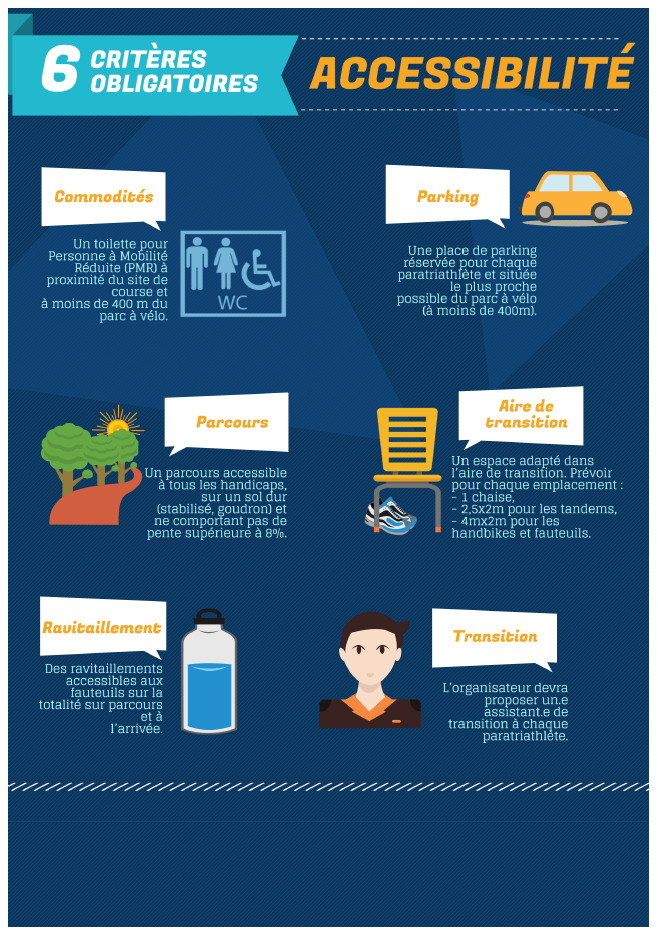 6 CRITÈRES
OBLIGATOIRES
ACCESSIBILITÉ
Commodités
Un toilette pour
Personne à Mobilité
Réduite (PMR) à
proximité du site de
course et
à moins de 400 m du
parc à vélo.
WC
Parking
Une place de parking
réservée pour chaque
paratriathlète et située
le plus proche
possible du parc à vélo
(à moins de 400m).
Parcours
Un parcours accessible
à tous les handicaps,
sur un sol dur
(stabilisé, goudron) et
ne comportant pas de
pente supérieure à 8%.
Aire de
transition
Un espace adapté dans
l'aire de transition. Prévoir
pour chaque emplacement :
- 1 chaise,
- 2,5x2m pour les tandems,
- 4mx2m pour les
handbikes et fauteuils.
Ravitaillement
Des ravitaillements
accessibles aux
fauteuils sur la
totalité sur parcours
et à
l'arrivée.
Transition
L'organisateur devra
proposer un.e
assistant.e de
transition à chaque
paratriathlète.